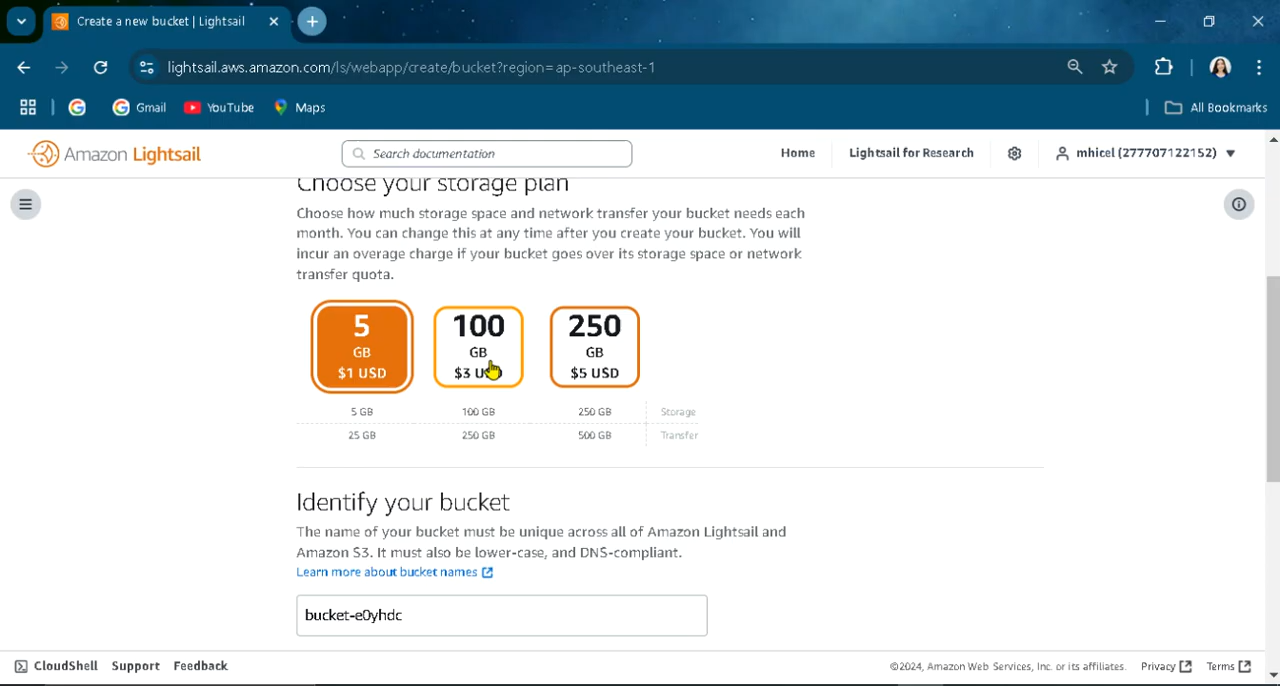 Create a new bucket | Lightsail
lightsail.aws.amazon.com/ls/webapp/create/bucket?region=ap-southeast-1
Gmail
YouTube
Maps
All Bookmarks
Amazon Lightsail
Search documentation
Home
Lightsail for Research
mhicel (277707122152)
Choose your storage plan
Choose how much storage space and network transfer your bucket needs each
month. You can change this at any time after you create your bucket. You will
incur an overage charge if your bucket goes over its storage space or network
transfer quota.
5 100 250
GB GB GB
$1 USD $3 USD $5 USD
5 GB 100 GB 250 GB Storage
25 GB 250 GB 500 GB Transfer
Identify your bucket
The name of your bucket must be unique across all of Amazon Lightsail and
Amazon S3. It must also be lower-case, and DNS-compliant.
Learn more about bucket names
bucket-e0yhdc
CloudShell Support Feedback
©2024, Amazon Web Services, Inc. or its affiliates. Privacy Terms